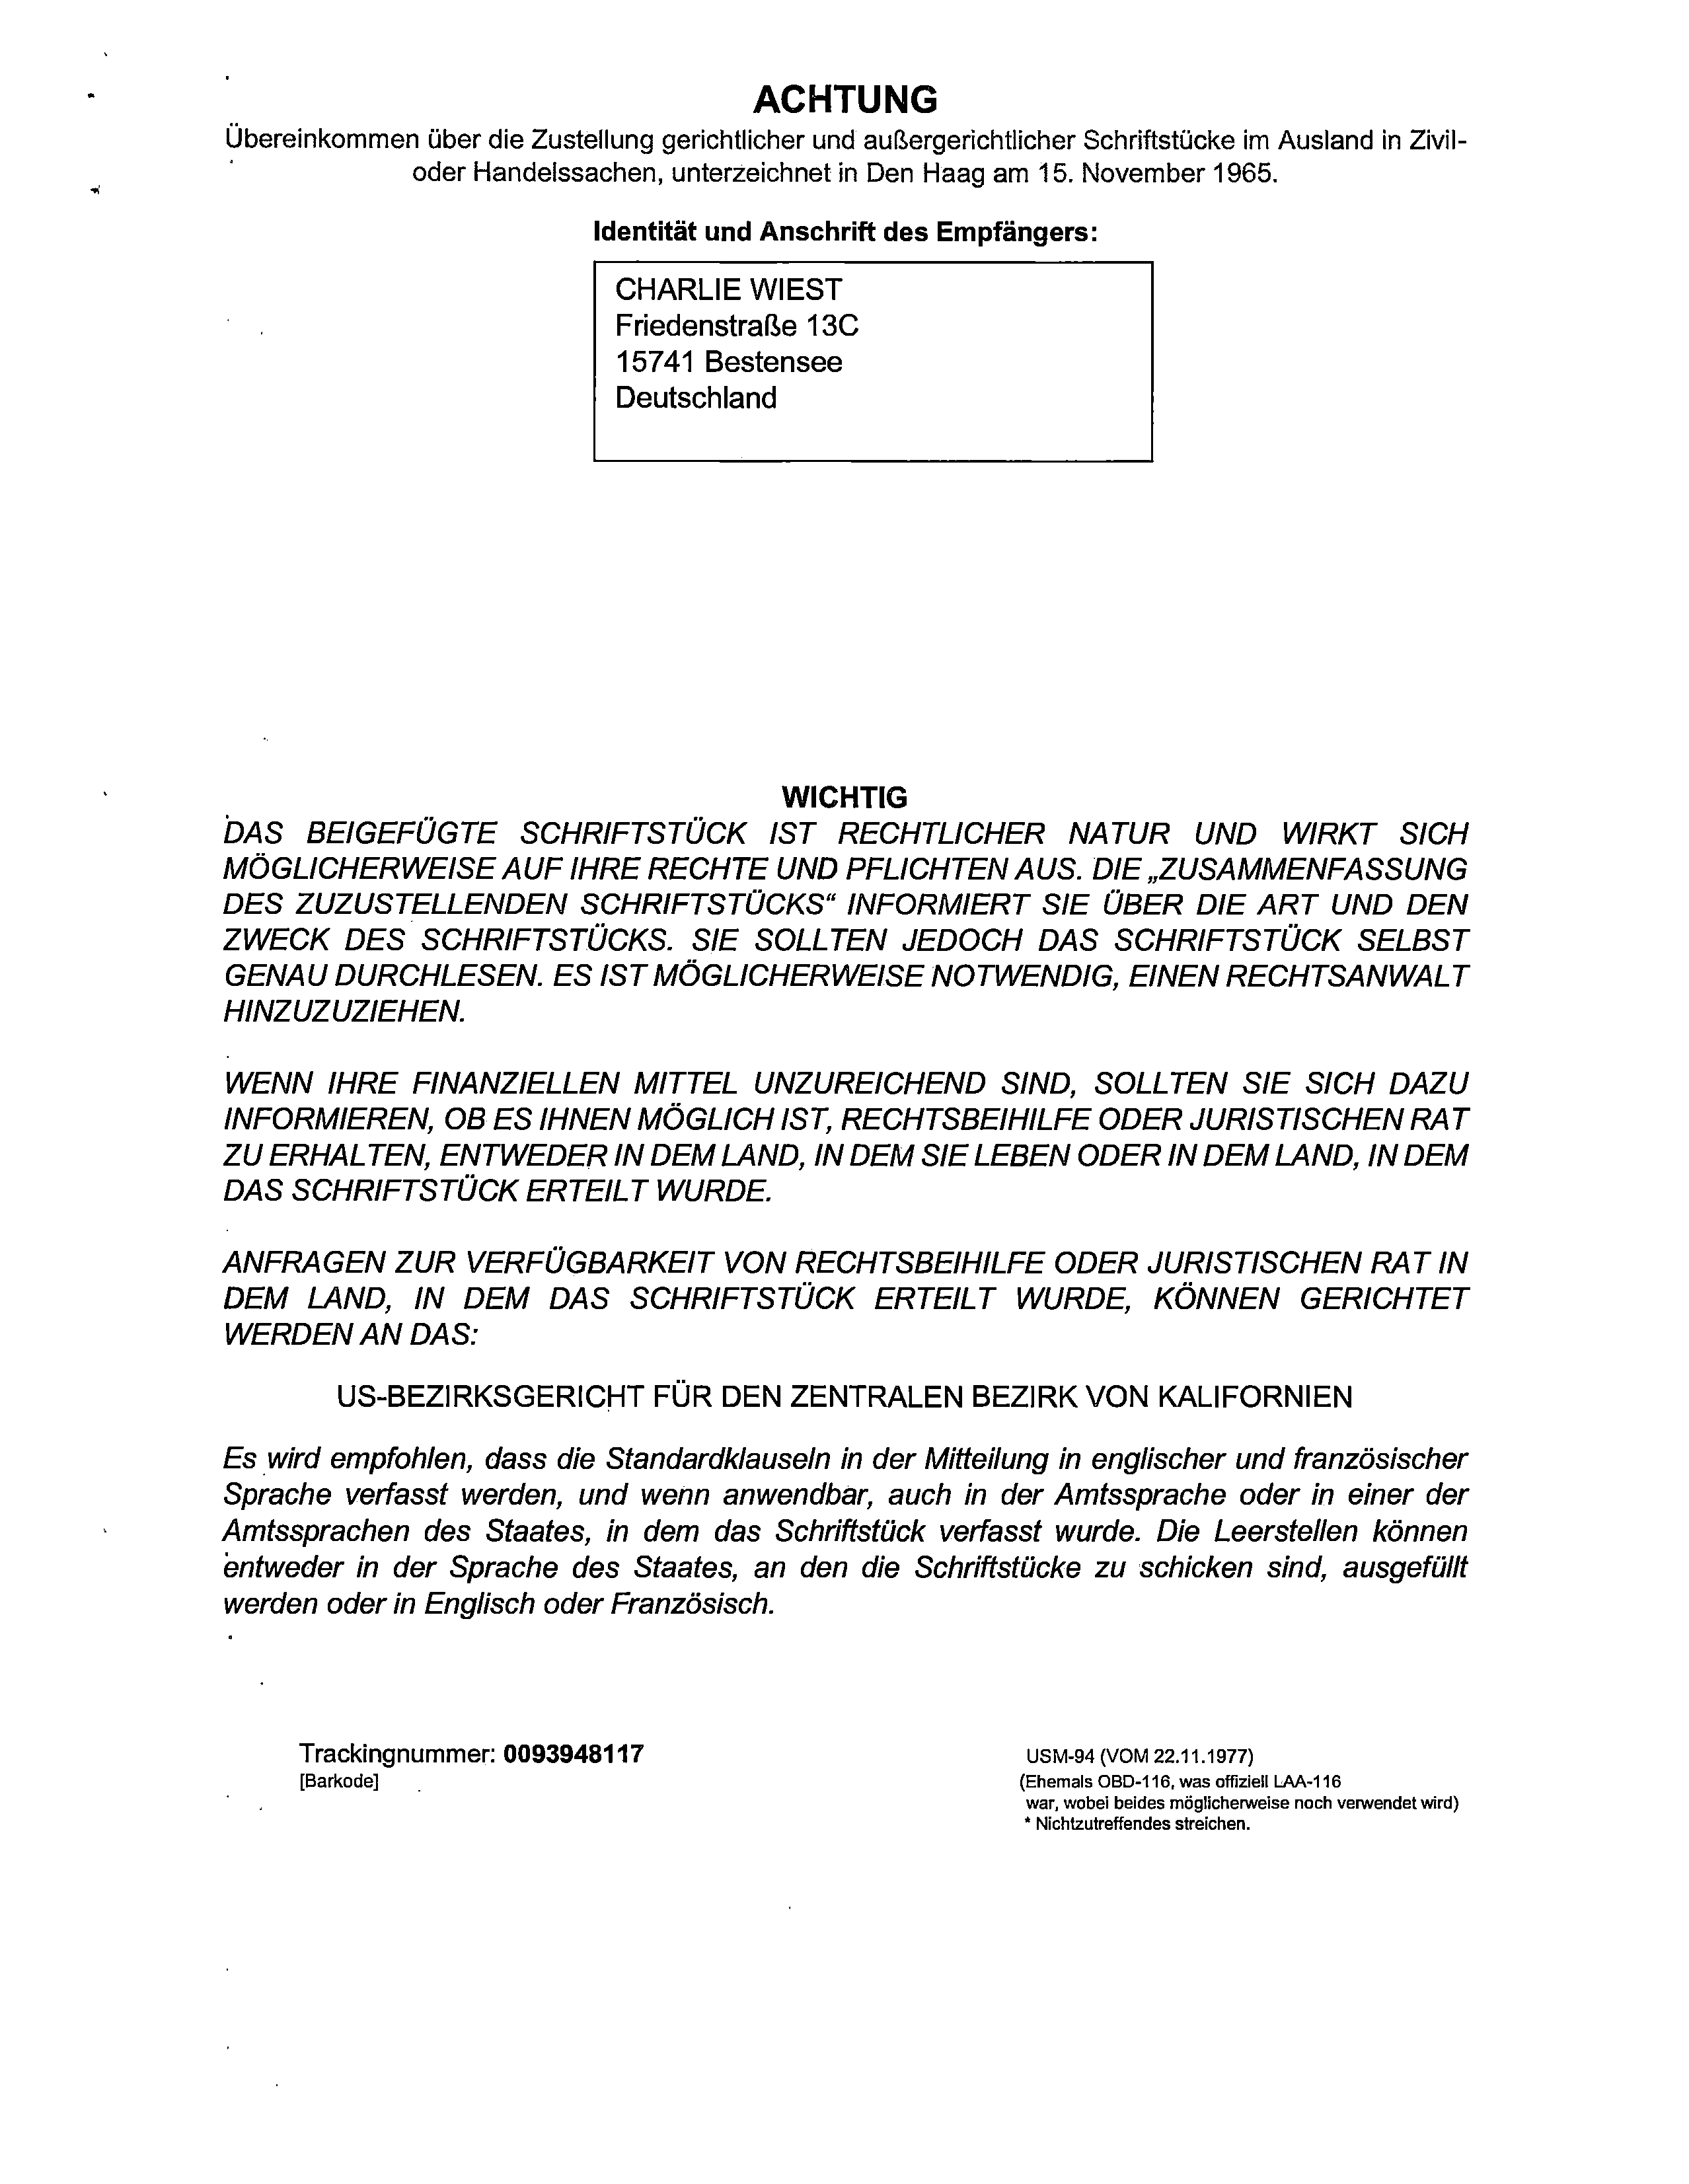 ACHTUNG
Übereinkommen über die Zustellung gerichtlicher und außergerichtlicher Schriftstücke im Ausland in Zivil-
oder Handelssachen, unterzeichnet in Den Haag am 15. November 1965.
Identität und Anschrift des Empfängers:
CHARLIE WIEST
Friedenstraße 13C
15741 Bestensee
Deutschland
WICHTIG
DAS BEIGEFÜGTE SCHRIFTSTÜCK IST RECHTLICHER NATUR UND WIRKT SICH
MÖGLICHERWEISE AUF IHRE RECHTE UND PFLICHTEN AUS. DIE „ZUSAMMENFASSUNG
DES ZUZUSTELLENDEN SCHRIFTSTÜCKS“ INFORMIERT SIE ÜBER DIE ART UND DEN
ZWECK DES SCHRIFTSTÜCKS. SIE SOLLTEN JEDOCH DAS SCHRIFTSTÜCK SELBST
GENAU DURCHLESEN. ES IST MÖGLICHERWEISE NOTWENDIG, EINEN RECHTSANWALT
HINZUZUZIEHEN.
WENN IHRE FINANZIELLEN MITTEL UNZUREICHEND SIND, SOLLTEN SIE SICH DAZU
INFORMIEREN, OB ES IHNEN MÖGLICH IST, RECHTSBEIHILFE ODER JURISTISCHEN RAT
ZU ERHALTEN, ENTWEDER IN DEM LAND, IN DEM SIE LEBEN ODER IN DEM LAND, IN DEM
DAS SCHRIFTSTÜCK ERTEILT WURDE.
ANFRAGEN ZUR VERFÜGBARKEIT VON RECHTSBEIHILFE ODER JURISTISCHEN RAT IN
DEM LAND, IN DEM DAS SCHRIFTSTÜCK ERTEILT WURDE, KÖNNEN GERICHTET
WERDEN AN DAS:
US-BEZIRKSGERICHT FÜR DEN ZENTRALEN BEZIRK VON KALIFORNIEN
Es wird empfohlen, dass die Standardklauseln in der Mitteilung in englischer und französischer
Sprache verfasst werden, und wenn anwendbar, auch in der Amtssprache oder in einer der
Amtssprachen des Staates, in dem das Schriftstück verfasst wurde. Die Leerstellen können
entweder in der Sprache des Staates, an den die Schriftstücke zu schicken sind, ausgefüllt
werden oder in Englisch oder Französisch.
Trackingnummer: 0093948117
[Barkode]
USM-94 (VOM 22.11.1977)
(Ehemals OBD-116, was offiziell LAA-116
war, wobei beides möglicherweise noch verwendet wird)
* Nichtzutreffendes streichen.